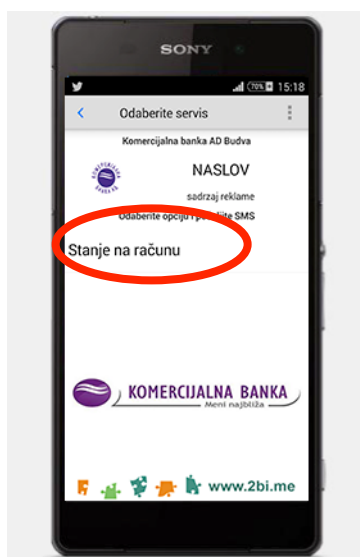 SONY
70% 15:18
Odaberite servis
Komercijalna banka AD Budva
NASLOV
sadrzaj reklame
Odaberite opciju i pošaljite SMS
Stanje na računu
KOMERCIJALNA BANKA
Meni najbliža
www.2bi.me